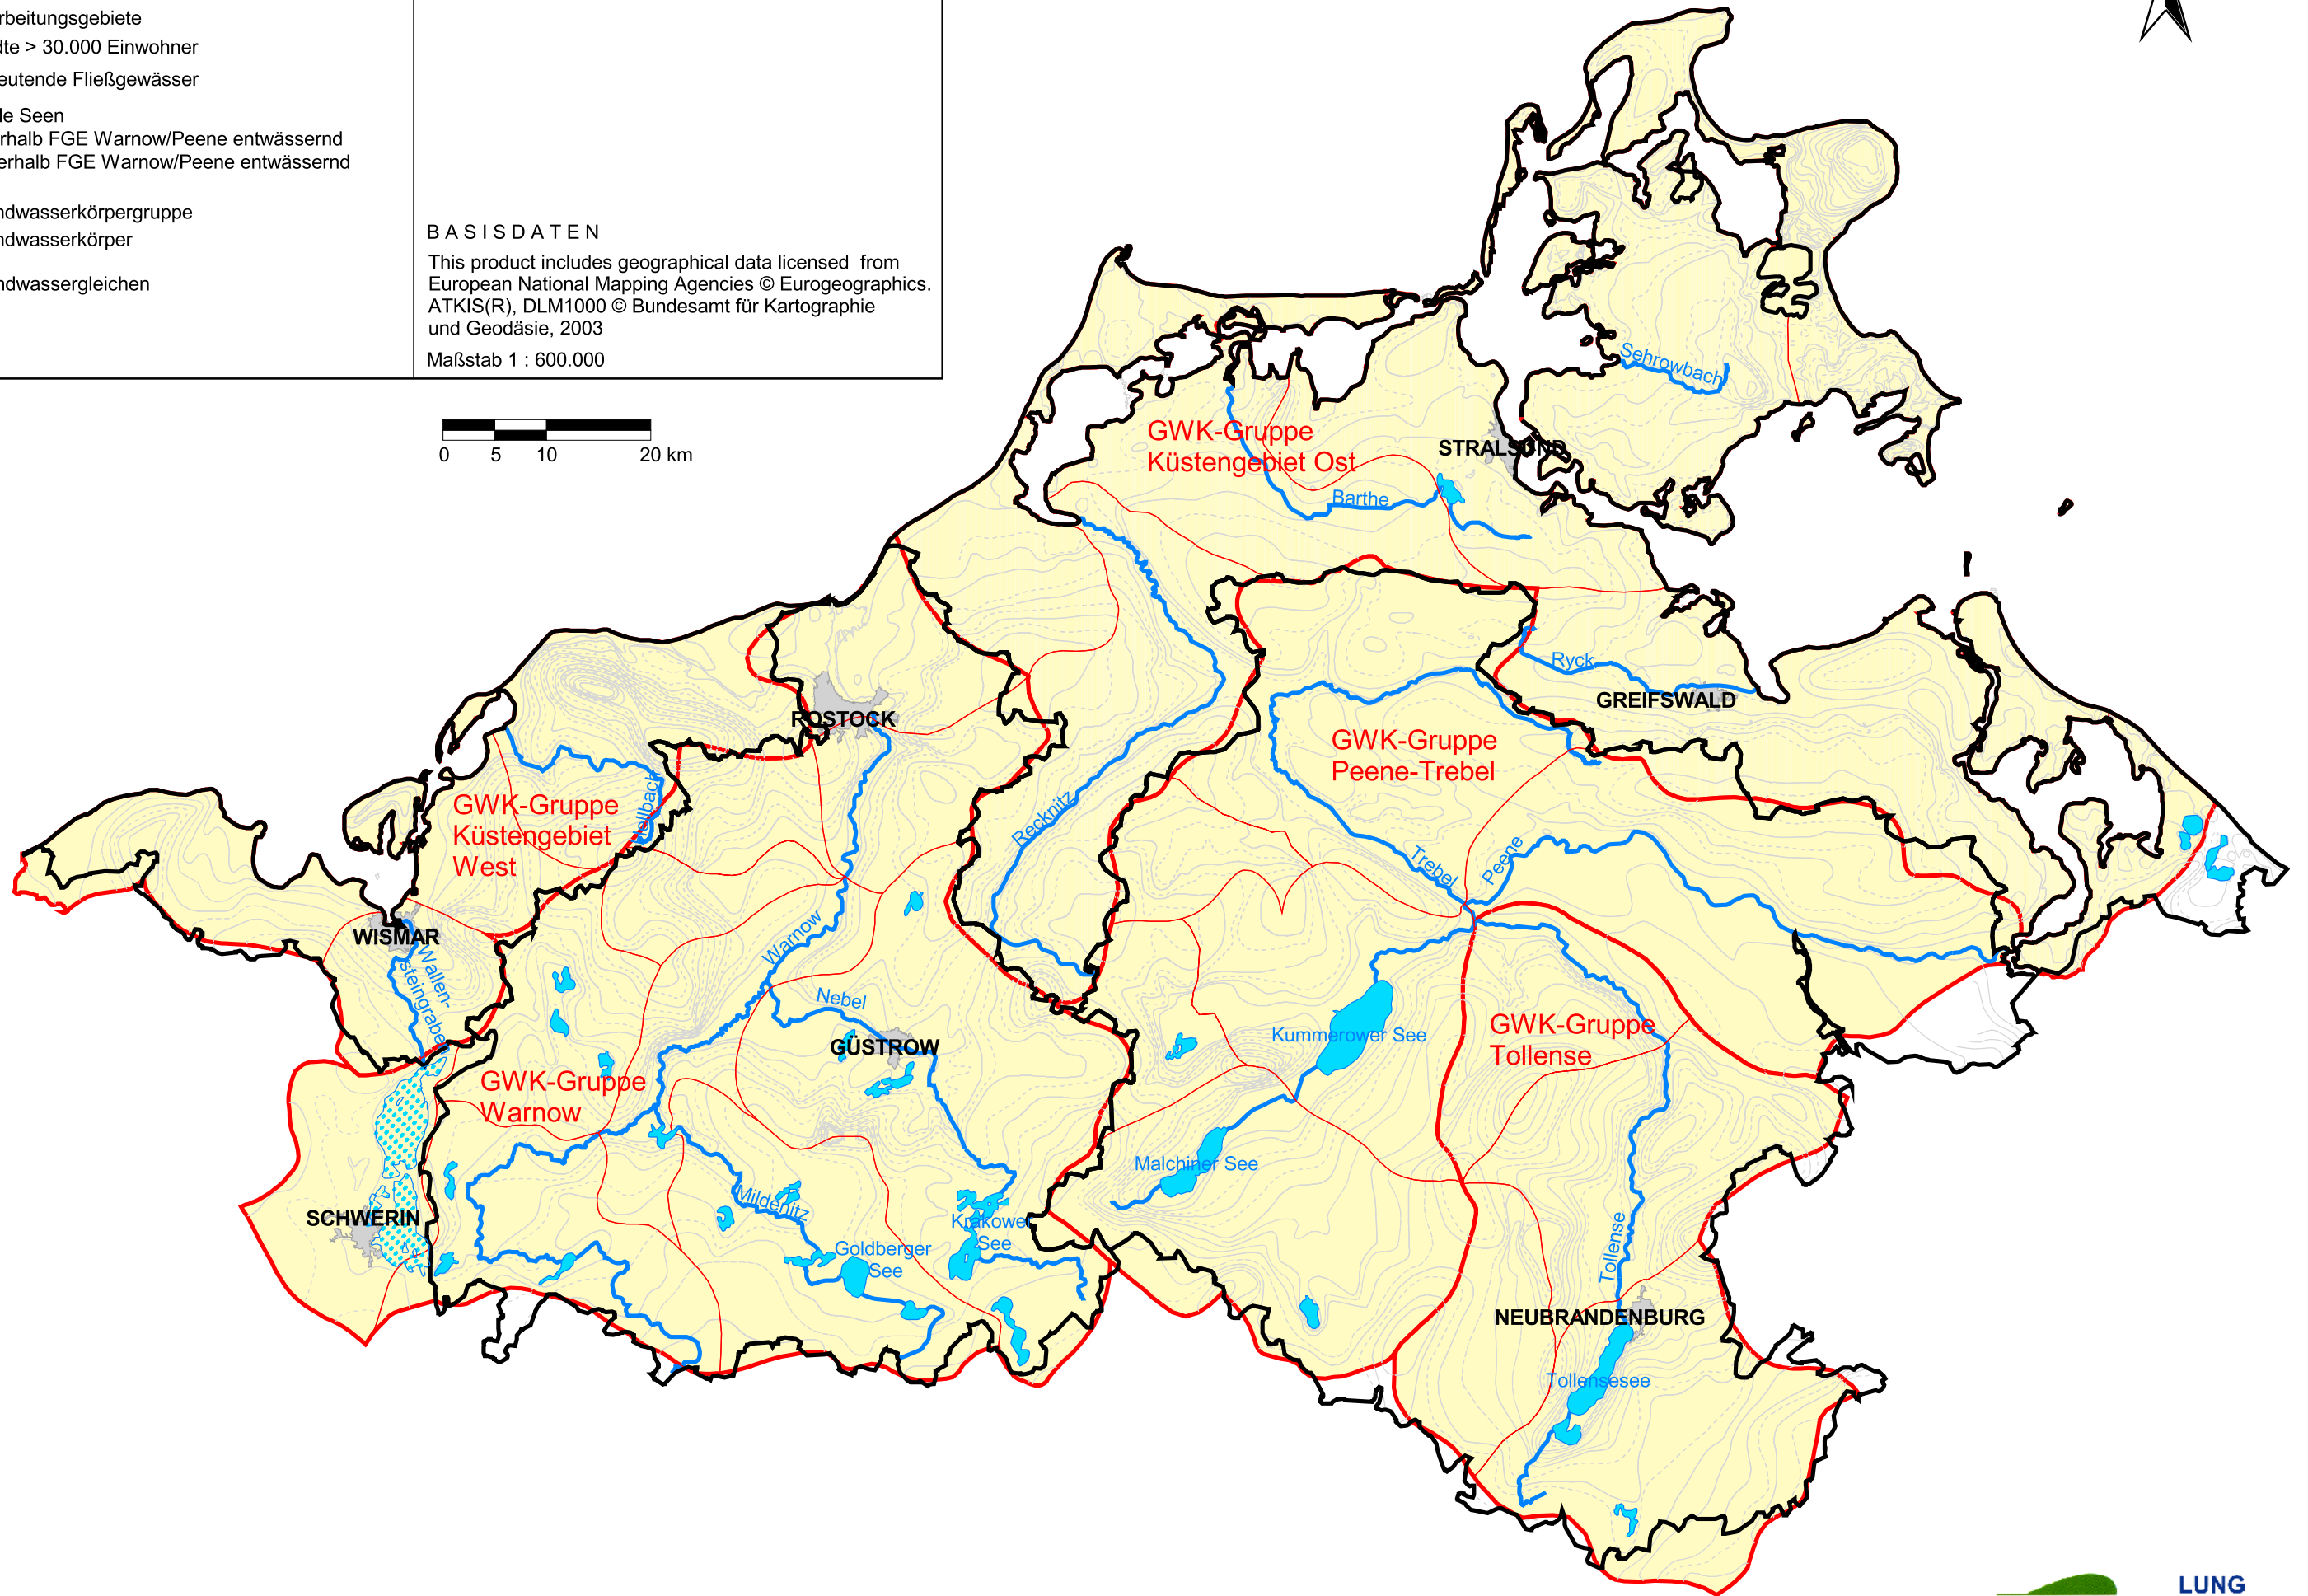 rbeitungsgebiete
dte > 30.000 Einwohner
eutende Fließgewässer
le Seen
rhalb FGE Warnow/Peene entwässernd
erhalb FGE Warnow/Peene entwässernd
ndwasserkörpergruppe
ndwasserkörper
ndwassergleichen
BASISDATEN
This product includes geographical data licensed from
European National Mapping Agencies © Eurogeographics.
ATKIS(R), DLM1000 © Bundesamt für Kartographie
und Geodäsie, 2003
Maßstab 1 : 600.000
0 5 10 20 km
Sehrowbach
GWK-Gruppe
Küstengebiet Ost
STRALSUND
Barthe
Ryck
GREIFSWALD
ROSTOCK
GWK-Gruppe
Peene-Trebel
GWK-Gruppe
Küstengebiet
West
Hellbach
Recknitz
Trebel
Peene
WISMAR
Wallen-
steingraben
Warnow
Nebel
GÜSTROW
Kummerower See
GWK-Gruppe
Tollense
GWK-Gruppe
Warnow
Malchiner See
SCHWERIN
Mildenitz
Krakower
See
Goldberger
See
Tollense
NEUBRANDENBURG
Tollensesee
LUNG